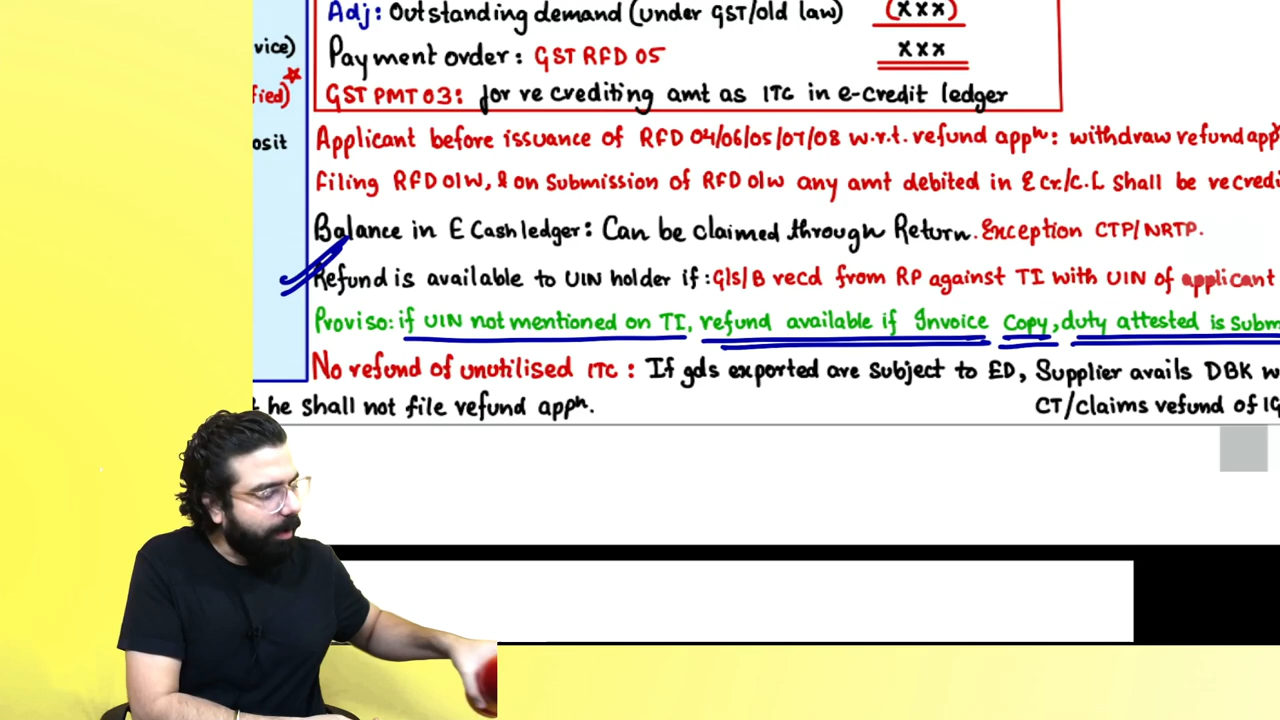 Adj: Outstanding demand (under GST/old law) (xxx)
vice)
Payment order: GST RFD 05 xxx
fied)
GST PMT 03: for re crediting amt as ITC in e-credit ledger
osit
Applicant before issuance of RFD 04/06/05/07/08 w.r.t. refund appⁿ: withdraw refund app
Filing RFD 01W, & on Submission of RFD 01W any amt debited in E Cr./C.L Shall be recredi
Balance in E Cash ledger: Can be claimed through Return. Exception CTP/NRTP.
Refund is available to UIN holder if: G/s/B recd from RP against TI with UIN of applicant
Proviso: if UIN not mentioned on TI, refund available if Invoice Copy, duty attested is Subm
No refund of unutilised ITC: If gds exported are Subject to ED, Supplier avails DBK w
he shall not file refund appⁿ. CT/claims refund of IG